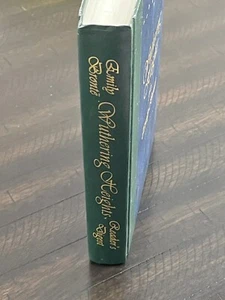 Emily
Brontë
Wuthering Heights
Reader's
Digest